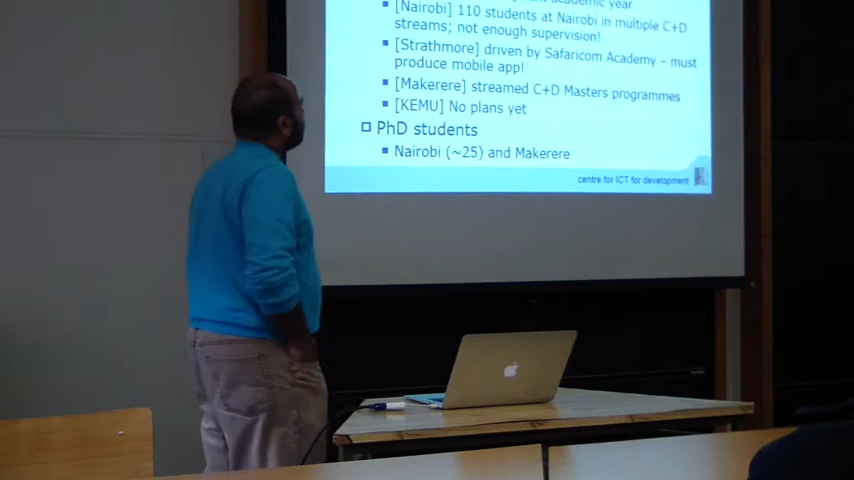 academic year
[Nairobi] 110 students at Nairobi in multiple C+D
streams; not enough supervision!
[Strathmore] driven by Safaricom Academy – must
produce mobile app!
[Makerere] streamed C+D Masters programmes
[KEMU] No plans yet
PhD students
Nairobi (~25) and Makerere
centre for ICT for development